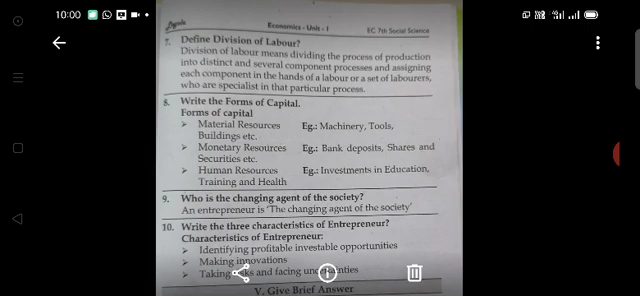 10:00
Economics - Unit - 1
EC 7th Social Science
7. Define Division of Labour?
Division of labour means dividing the process of production
into distinct and several component processes and assigning
each component in the hands of a labour or a set of labourers,
who are specialist in that particular process.
8. Write the Forms of Capital.
Forms of capital
➢ Material Resources Eg.: Machinery, Tools,
Buildings etc.
➢ Monetary Resources Eg.: Bank deposits, Shares and
Securities etc.
➢ Human Resources Eg.: Investments in Education,
Training and Health
9. Who is the changing agent of the society?
An entrepreneur is 'The changing agent of the society'
10. Write the three characteristics of Entrepreneur?
Characteristics of Entrepreneur:
➢ Identifying profitable investable opportunities
➢ Making innovations
➢ Taking and facing
V. Give Brief Answer